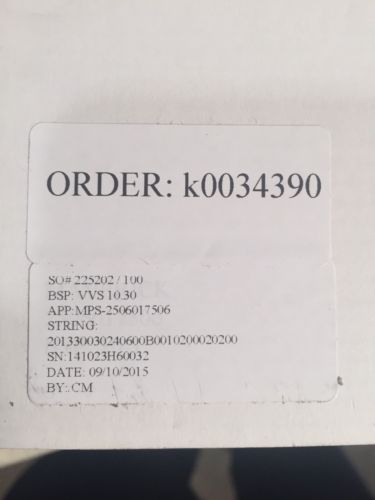 ORDER: k0034390
SO# 225202 / 100
BSP: VVS 10.30
APP:MPS-2506017506
STRING:
201330030240600B0010200020200
SN:141023H60032
DATE: 09/10/2015
BY: CM